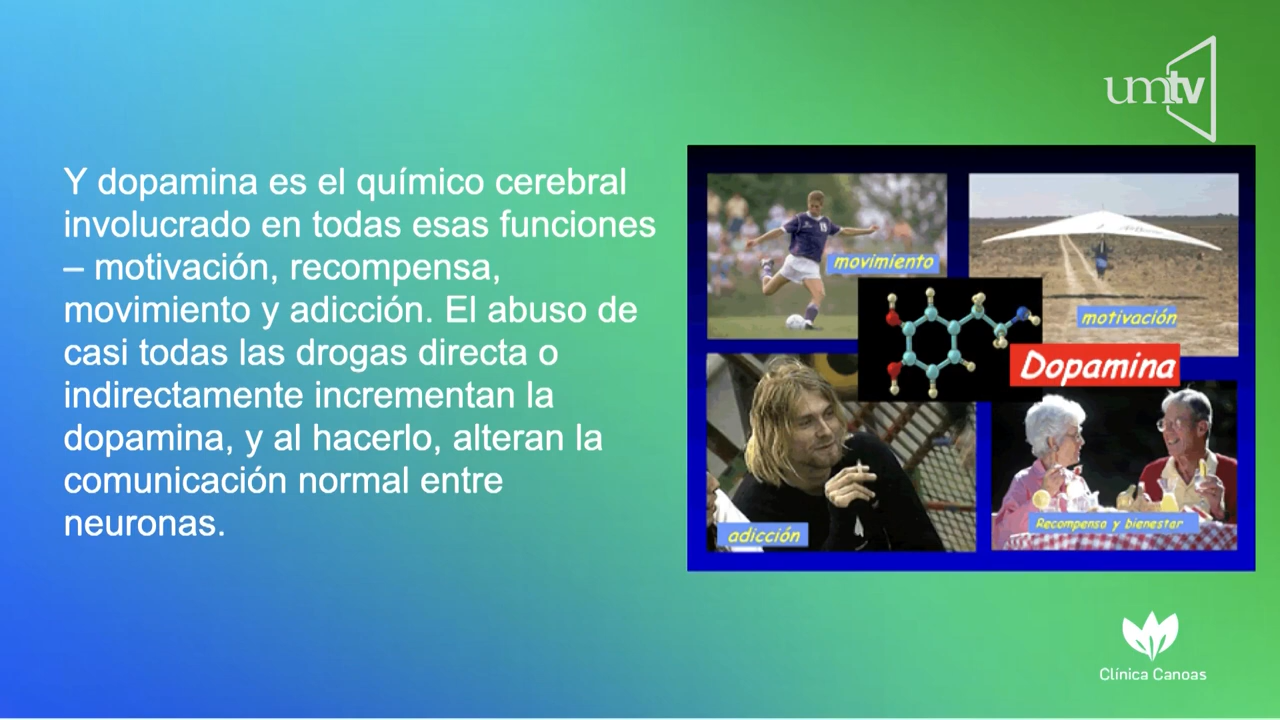 umtv
Y dopamina es el químico cerebral
involucrado en todas esas funciones
– motivación, recompensa,
movimiento y adicción. El abuso de
casi todas las drogas directa o
indirectamente incrementan la
dopamina, y al hacerlo, alteran la
comunicación normal entre
neuronas.
movimiento
motivación
Dopamina
adicción
Recompensa y bienestar
Clínica Canoas